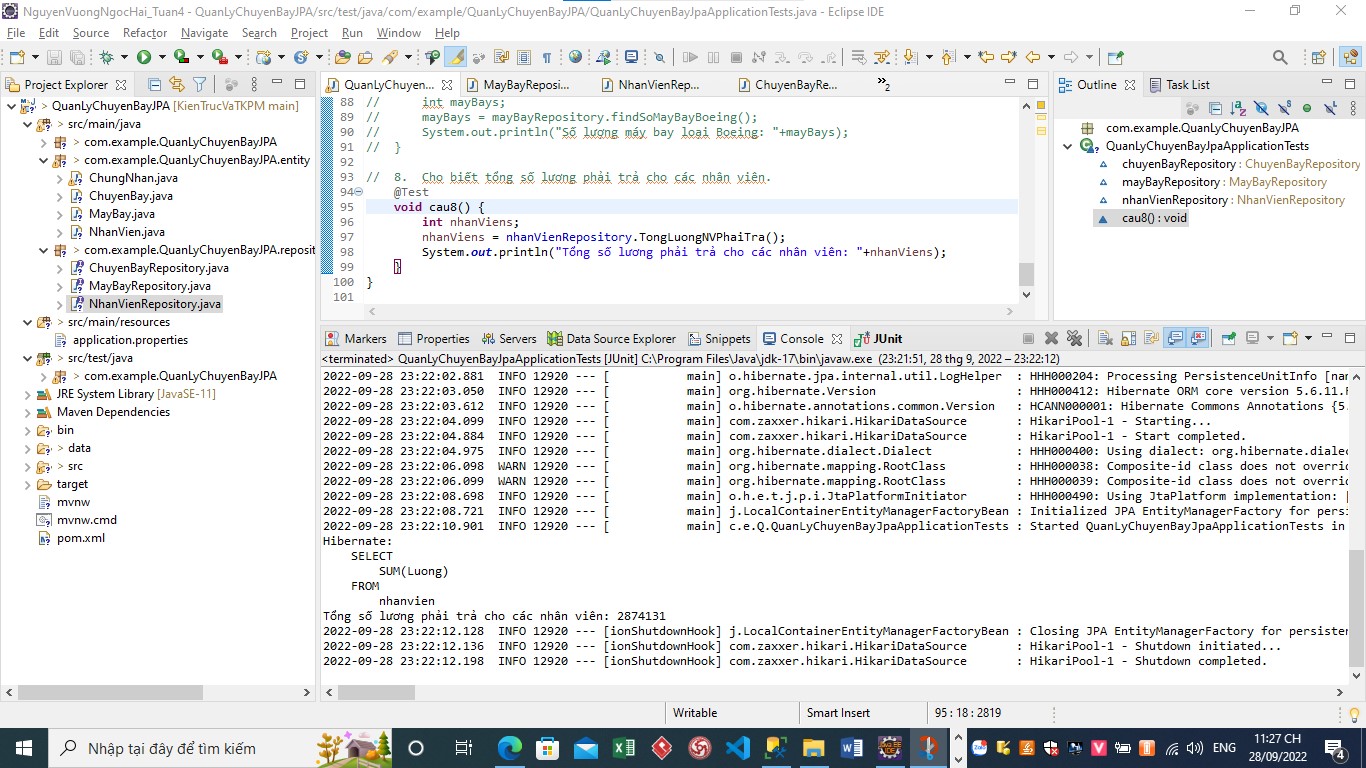 NguyenVuongNgocHai_Tuan4 - QuanLyChuyenBayJPA/src/test/java/com/example/QuanLyChuyenBayJPA/QuanLyChuyenBayJpaApplicationTests.java - Eclipse IDE
File Edit Source Refactor Navigate Search Project Run Window Help
Project Explorer
QuanLyChuyenBayJPA [KienTrucVaTKPM main]
src/main/java
com.example.QuanLyChuyenBayJPA
com.example.QuanLyChuyenBayJPA.entity
ChungNhan.java
ChuyenBay.java
MayBay.java
NhanVien.java
com.example.QuanLyChuyenBayJPA.reposit
ChuyenBayRepository.java
MayBayRepository.java
NhanVienRepository.java
src/main/resources
application.properties
src/test/java
com.example.QuanLyChuyenBayJPA
JRE System Library [JavaSE-11]
Maven Dependencies
bin
data
src
target
mvnw
mvnw.cmd
pom.xml
QuanLyChuyen... MayBayReposi... NhanVienRep... ChuyenBayRe... »2
88 // int mayBays;
89 // mayBays = mayBayRepository.findSoMayBayBoeing();
90 // System.out.println("Số lượng máy bay loại Boeing: "+mayBays);
91 // }
92
93 // 8. Cho biết tổng số lương phải trả cho các nhân viên.
94 @Test
95 void cau8() {
96 int nhanViens;
97 nhanViens = nhanVienRepository.TongLuongNVPhaiTra();
98 System.out.println("Tổng số lương phải trả cho các nhân viên: "+nhanViens);
99 }
100 }
101
Outline Task List
com.example.QuanLyChuyenBayJPA
QuanLyChuyenBayJpaApplicationTests
chuyenBayRepository : ChuyenBayRepository
mayBayRepository : MayBayRepository
nhanVienRepository : NhanVienRepository
cau8() : void
Markers Properties Servers Data Source Explorer Snippets Console JUnit
<terminated> QuanLyChuyenBayJpaApplicationTests [JUnit] C:\Program Files\Java\jdk-17\bin\javaw.exe (23:21:51, 28 thg 9, 2022 – 23:22:12)
2022-09-28 23:22:02.881 INFO 12920 --- [ main] o.hibernate.jpa.internal.util.LogHelper : HHH000204: Processing PersistenceUnitInfo [nam
2022-09-28 23:22:03.050 INFO 12920 --- [ main] org.hibernate.Version : HHH000412: Hibernate ORM core version 5.6.11.F
2022-09-28 23:22:03.612 INFO 12920 --- [ main] o.hibernate.annotations.common.Version : HCANN000001: Hibernate Commons Annotations {5.
2022-09-28 23:22:04.099 INFO 12920 --- [ main] com.zaxxer.hikari.HikariDataSource : HikariPool-1 - Starting...
2022-09-28 23:22:04.884 INFO 12920 --- [ main] com.zaxxer.hikari.HikariDataSource : HikariPool-1 - Start completed.
2022-09-28 23:22:04.975 INFO 12920 --- [ main] org.hibernate.dialect.Dialect : HHH000400: Using dialect: org.hibernate.dialec
2022-09-28 23:22:06.098 WARN 12920 --- [ main] org.hibernate.mapping.RootClass : HHH000038: Composite-id class does not overrid
2022-09-28 23:22:06.099 WARN 12920 --- [ main] org.hibernate.mapping.RootClass : HHH000039: Composite-id class does not overrid
2022-09-28 23:22:08.698 INFO 12920 --- [ main] o.h.e.t.j.p.i.JtaPlatformInitiator : HHH000490: Using JtaPlatform implementation: [
2022-09-28 23:22:08.721 INFO 12920 --- [ main] j.LocalContainerEntityManagerFactoryBean : Initialized JPA EntityManagerFactory for persi
2022-09-28 23:22:10.901 INFO 12920 --- [ main] c.e.Q.QuanLyChuyenBayJpaApplicationTests : Started QuanLyChuyenBayJpaApplicationTests in
Hibernate:
SELECT
SUM(Luong)
FROM
nhanvien
Tổng số lương phải trả cho các nhân viên: 2874131
2022-09-28 23:22:12.128 INFO 12920 --- [ionShutdownHook] j.LocalContainerEntityManagerFactoryBean : Closing JPA EntityManagerFactory for persisten
2022-09-28 23:22:12.136 INFO 12920 --- [ionShutdownHook] com.zaxxer.hikari.HikariDataSource : HikariPool-1 - Shutdown initiated...
2022-09-28 23:22:12.198 INFO 12920 --- [ionShutdownHook] com.zaxxer.hikari.HikariDataSource : HikariPool-1 - Shutdown completed.
Writable Smart Insert 95 : 18 : 2819
Nhập tại đây để tìm kiếm
ENG
11:27 CH
28/09/2022
4